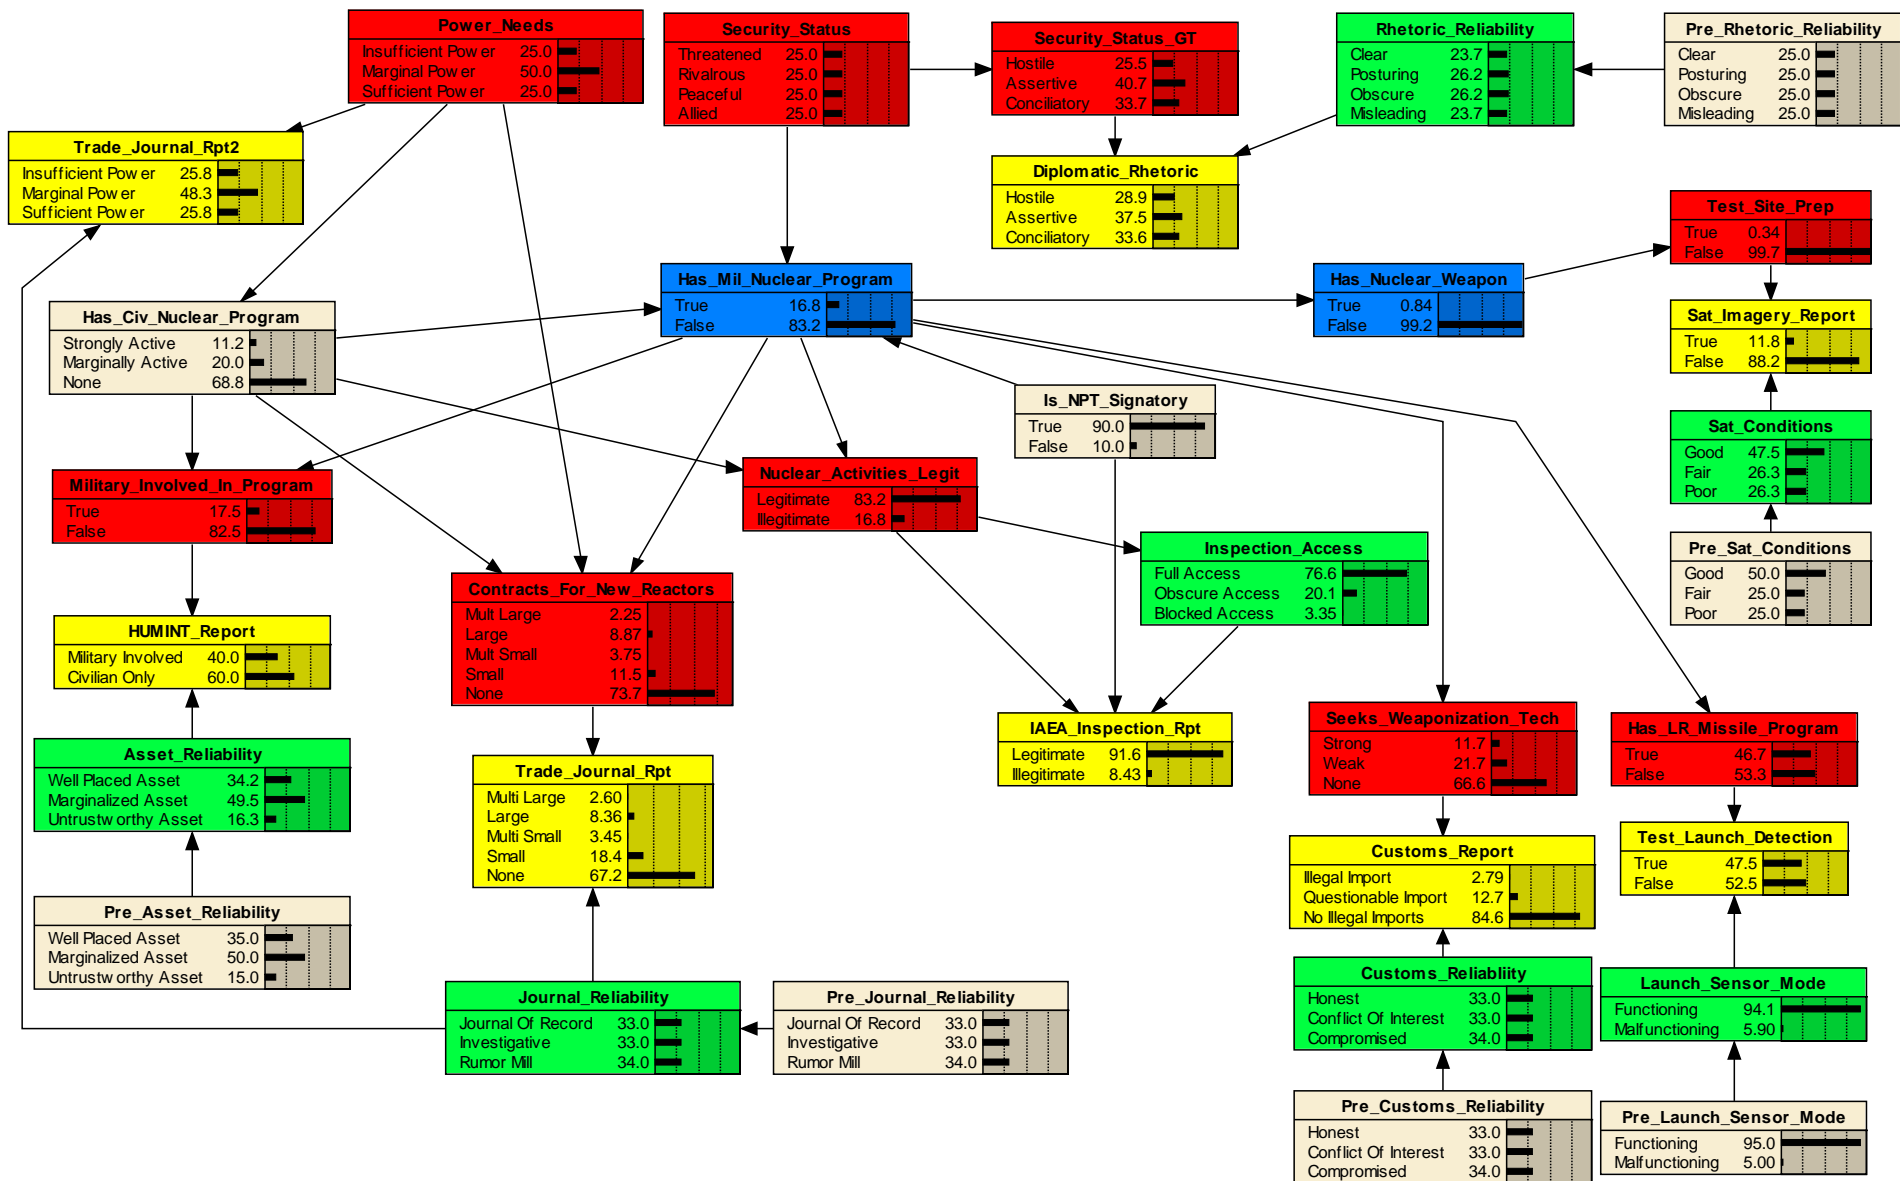 Power_Needs
Insufficient Power 25.0
Marginal Power 50.0
Sufficient Power 25.0
Security_Status
Threatened 25.0
Rivalrous 25.0
Peaceful 25.0
Allied 25.0
Security_Status_GT
Hostile 25.5
Assertive 40.7
Conciliatory 33.7
Rhetoric_Reliability
Clear 23.7
Posturing 26.2
Obscure 26.2
Misleading 23.7
Pre_Rhetoric_Reliability
Clear 25.0
Posturing 25.0
Obscure 25.0
Misleading 25.0
Trade_Journal_Rpt2
Insufficient Power 25.8
Marginal Power 48.3
Sufficient Power 25.8
Diplomatic_Rhetoric
Hostile 28.9
Assertive 37.5
Conciliatory 33.6
Test_Site_Prep
True 0.34
False 99.7
Has_Mil_Nuclear_Program
True 16.8
False 83.2
Has_Nuclear_Weapon
True 0.84
False 99.2
Has_Civ_Nuclear_Program
Strongly Active 11.2
Marginally Active 20.0
None 68.8
Sat_Imagery_Report
True 11.8
False 88.2
Is_NPT_Signatory
True 90.0
False 10.0
Sat_Conditions
Good 47.5
Fair 26.3
Poor 26.3
Military_Involved_In_Program
True 17.5
False 82.5
Nuclear_Activities_Legit
Legitimate 83.2
Illegitimate 16.8
Inspection_Access
Full Access 76.6
Obscure Access 20.1
Blocked Access 3.35
Pre_Sat_Conditions
Good 50.0
Fair 25.0
Poor 25.0
Contracts_For_New_Reactors
Mult Large 2.25
Large 8.87
Mult Small 3.75
Small 11.5
None 73.7
HUMINT_Report
Military Involved 40.0
Civilian Only 60.0
IAEA_Inspection_Rpt
Legitimate 91.6
Illegitimate 8.43
Seeks_Weaponization_Tech
Strong 11.7
Weak 21.7
None 66.6
Has_LR_Missile_Program
True 46.7
False 53.3
Asset_Reliability
Well Placed Asset 34.2
Marginalized Asset 49.5
Untrustworthy Asset 16.3
Trade_Journal_Rpt
Multi Large 2.60
Large 8.36
Multi Small 3.45
Small 18.4
None 67.2
Customs_Report
Illegal Import 2.79
Questionable Import 12.7
No Illegal Imports 84.6
Test_Launch_Detection
True 47.5
False 52.5
Pre_Asset_Reliability
Well Placed Asset 35.0
Marginalized Asset 50.0
Untrustworthy Asset 15.0
Journal_Reliability
Journal Of Record 33.0
Investigative 33.0
Rumor Mill 34.0
Pre_Journal_Reliability
Journal Of Record 33.0
Investigative 33.0
Rumor Mill 34.0
Customs_Reliabliity
Honest 33.0
Conflict Of Interest 33.0
Compromised 34.0
Launch_Sensor_Mode
Functioning 94.1
Malfunctioning 5.90
Pre_Customs_Reliability
Honest 33.0
Conflict Of Interest 33.0
Compromised 34.0
Pre_Launch_Sensor_Mode
Functioning 95.0
Malfunctioning 5.00